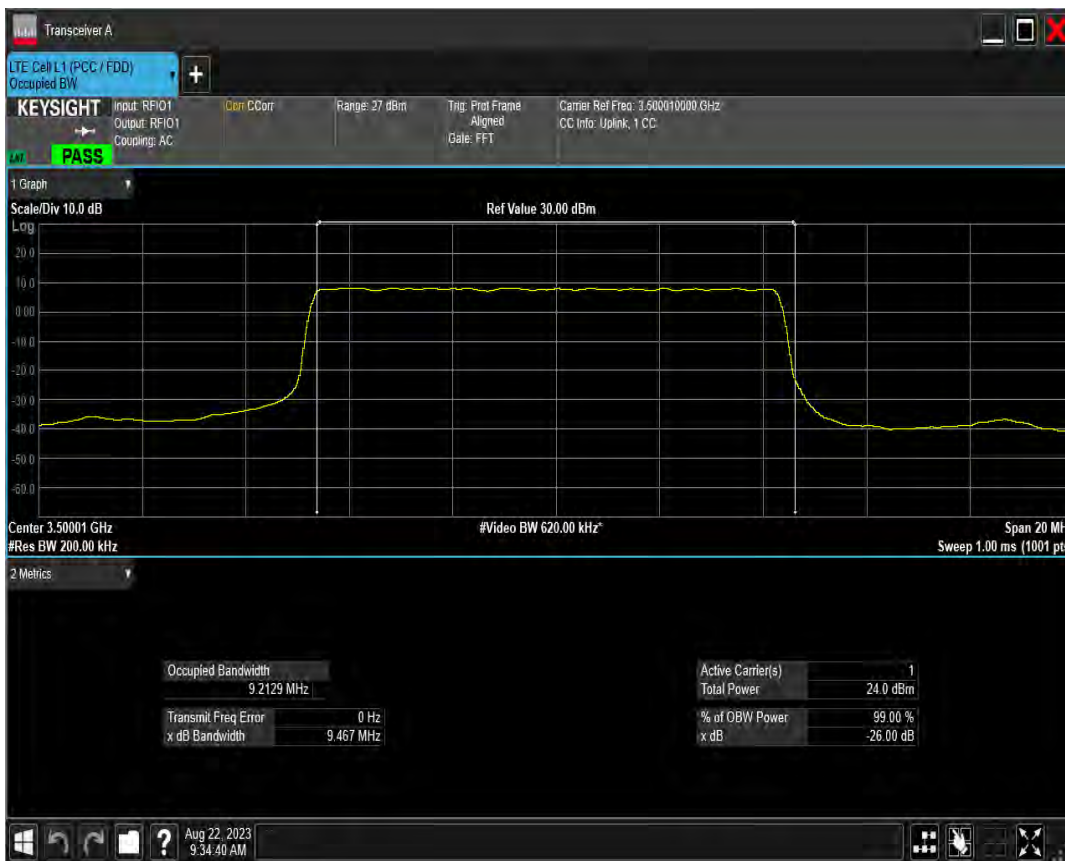 Transceiver A
LTE Cell L1 (PCC / FDD)
Occupied BW
KEYSIGHT
PASS
Input: RFIO1
Output: RFIO1
Coupling: AC
Corr CCorr
Range: 27 dBm
Trig: Prot Frame
Aligned
Gate: FFT
Carrier Ref Freq: 3.500010000 GHz
CC Info: Uplink, 1 CC
1 Graph
Scale/Div 10.0 dB
Ref Value 30.00 dBm
Log
20.0
10.0
0.00
-10.0
-20.0
-30.0
-40.0
-50.0
-60.0
Center 3.50001 GHz
#Video BW 620.00 kHz*
Span 20 MH
#Res BW 200.00 kHz
Sweep 1.00 ms (1001 pt
2 Metrics
Occupied Bandwidth
9.2129 MHz
Transmit Freq Error 0 Hz
x dB Bandwidth 9.467 MHz
Active Carrier(s) 1
Total Power 24.0 dBm
% of OBW Power 99.00 %
x dB -26.00 dB
?
Aug 22, 2023
9:34:40 AM